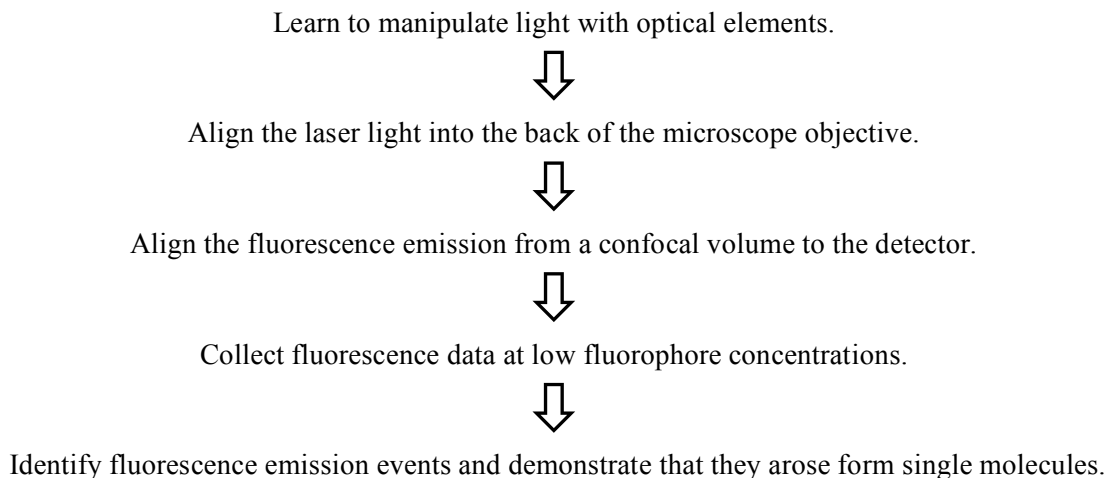 Learn to manipulate light with optical elements.
Align the laser light into the back of the microscope objective.
Align the fluorescence emission from a confocal volume to the detector.
Collect fluorescence data at low fluorophore concentrations.
Identify fluorescence emission events and demonstrate that they arose form single molecules.